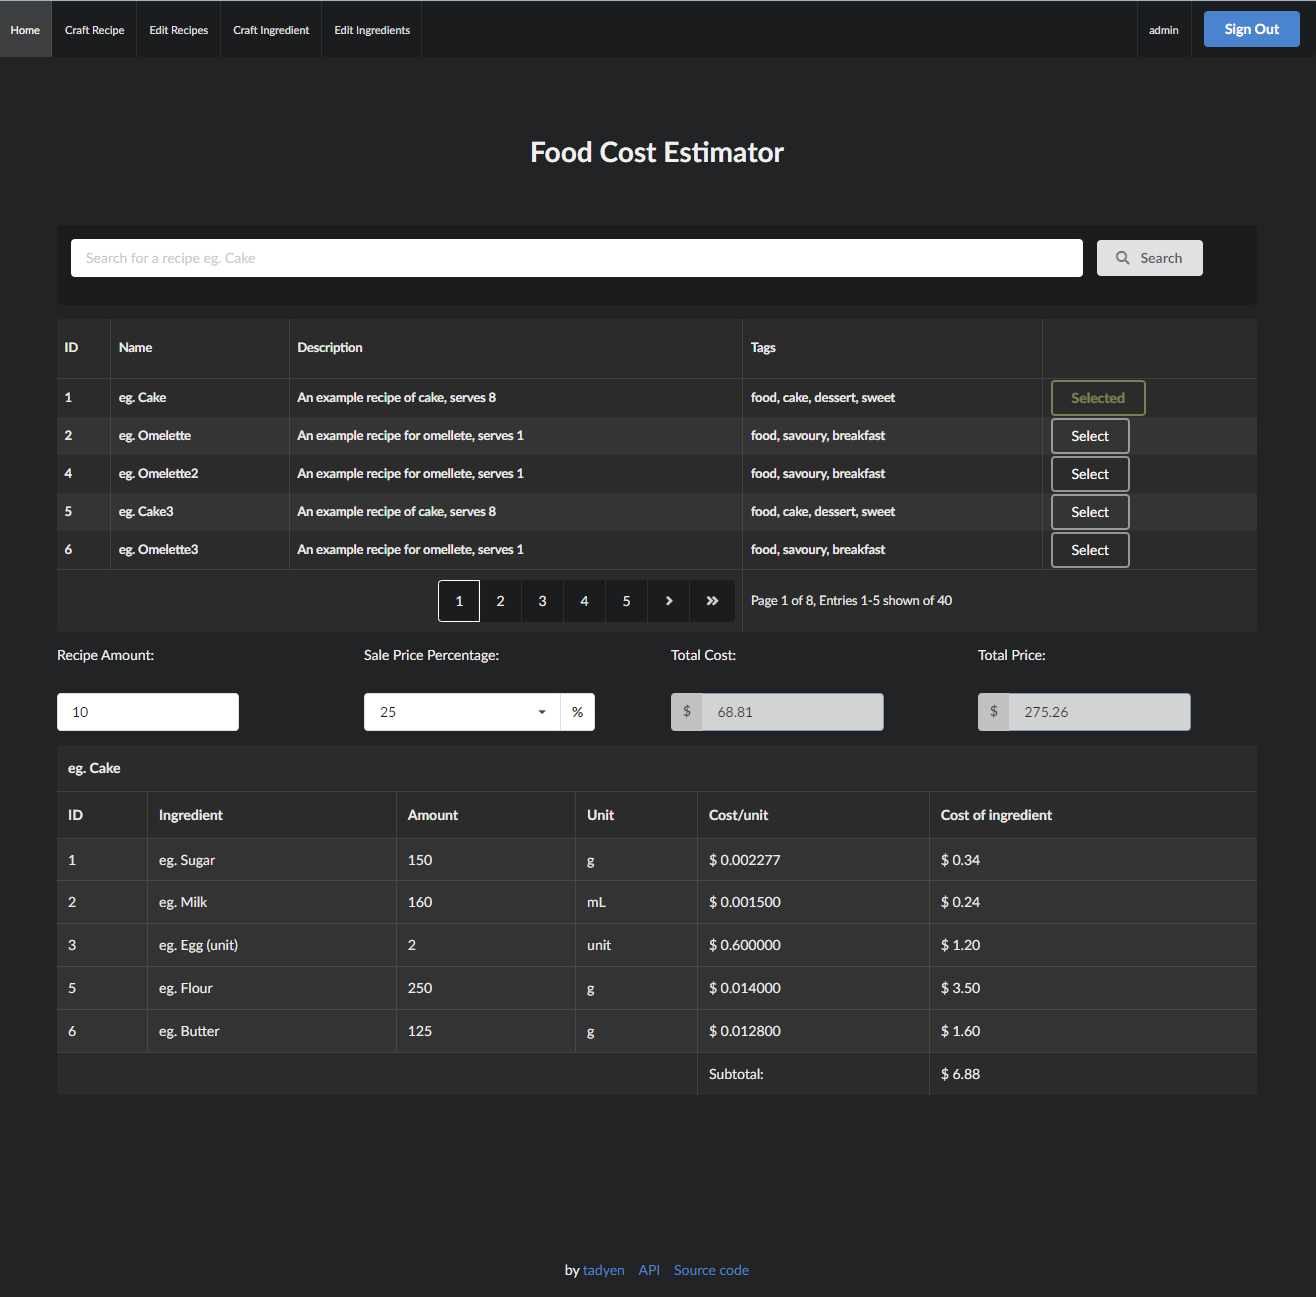 Home Craft Recipe Edit Recipes Craft Ingredient Edit Ingredients admin Sign Out
Food Cost Estimator
Search for a recipe eg. Cake Search
ID Name Description Tags
1 eg. Cake An example recipe of cake, serves 8 food, cake, dessert, sweet Selected
2 eg. Omelette An example recipe for omellete, serves 1 food, savoury, breakfast Select
4 eg. Omelette2 An example recipe for omellete, serves 1 food, savoury, breakfast Select
5 eg. Cake3 An example recipe of cake, serves 8 food, cake, dessert, sweet Select
6 eg. Omelette3 An example recipe for omellete, serves 1 food, savoury, breakfast Select
1 2 3 4 5 › » Page 1 of 8, Entries 1-5 shown of 40
Recipe Amount: Sale Price Percentage: Total Cost: Total Price:
10 25 % $ 68.81 $ 275.26
eg. Cake
ID Ingredient Amount Unit Cost/unit Cost of ingredient
1 eg. Sugar 150 g $ 0.002277 $ 0.34
2 eg. Milk 160 mL $ 0.001500 $ 0.24
3 eg. Egg (unit) 2 unit $ 0.600000 $ 1.20
5 eg. Flour 250 g $ 0.014000 $ 3.50
6 eg. Butter 125 g $ 0.012800 $ 1.60
Subtotal: $ 6.88
by tadyen API Source code